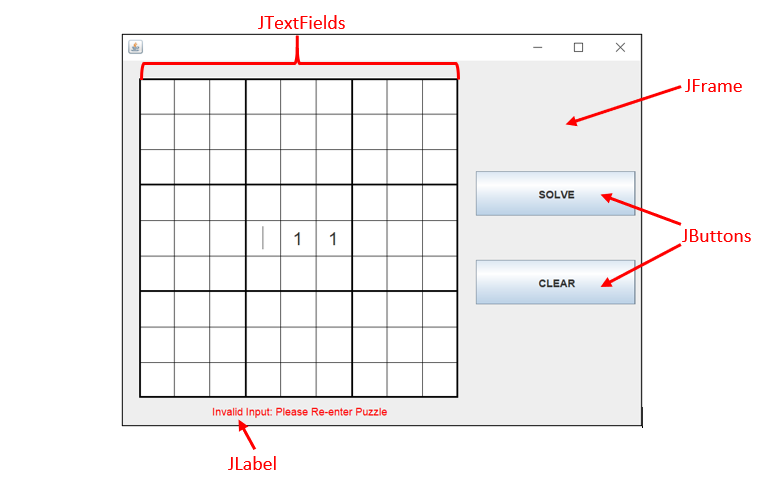 JTextFields
JFrame
SOLVE
1 1
JButtons
CLEAR
Invalid Input: Please Re-enter Puzzle
JLabel